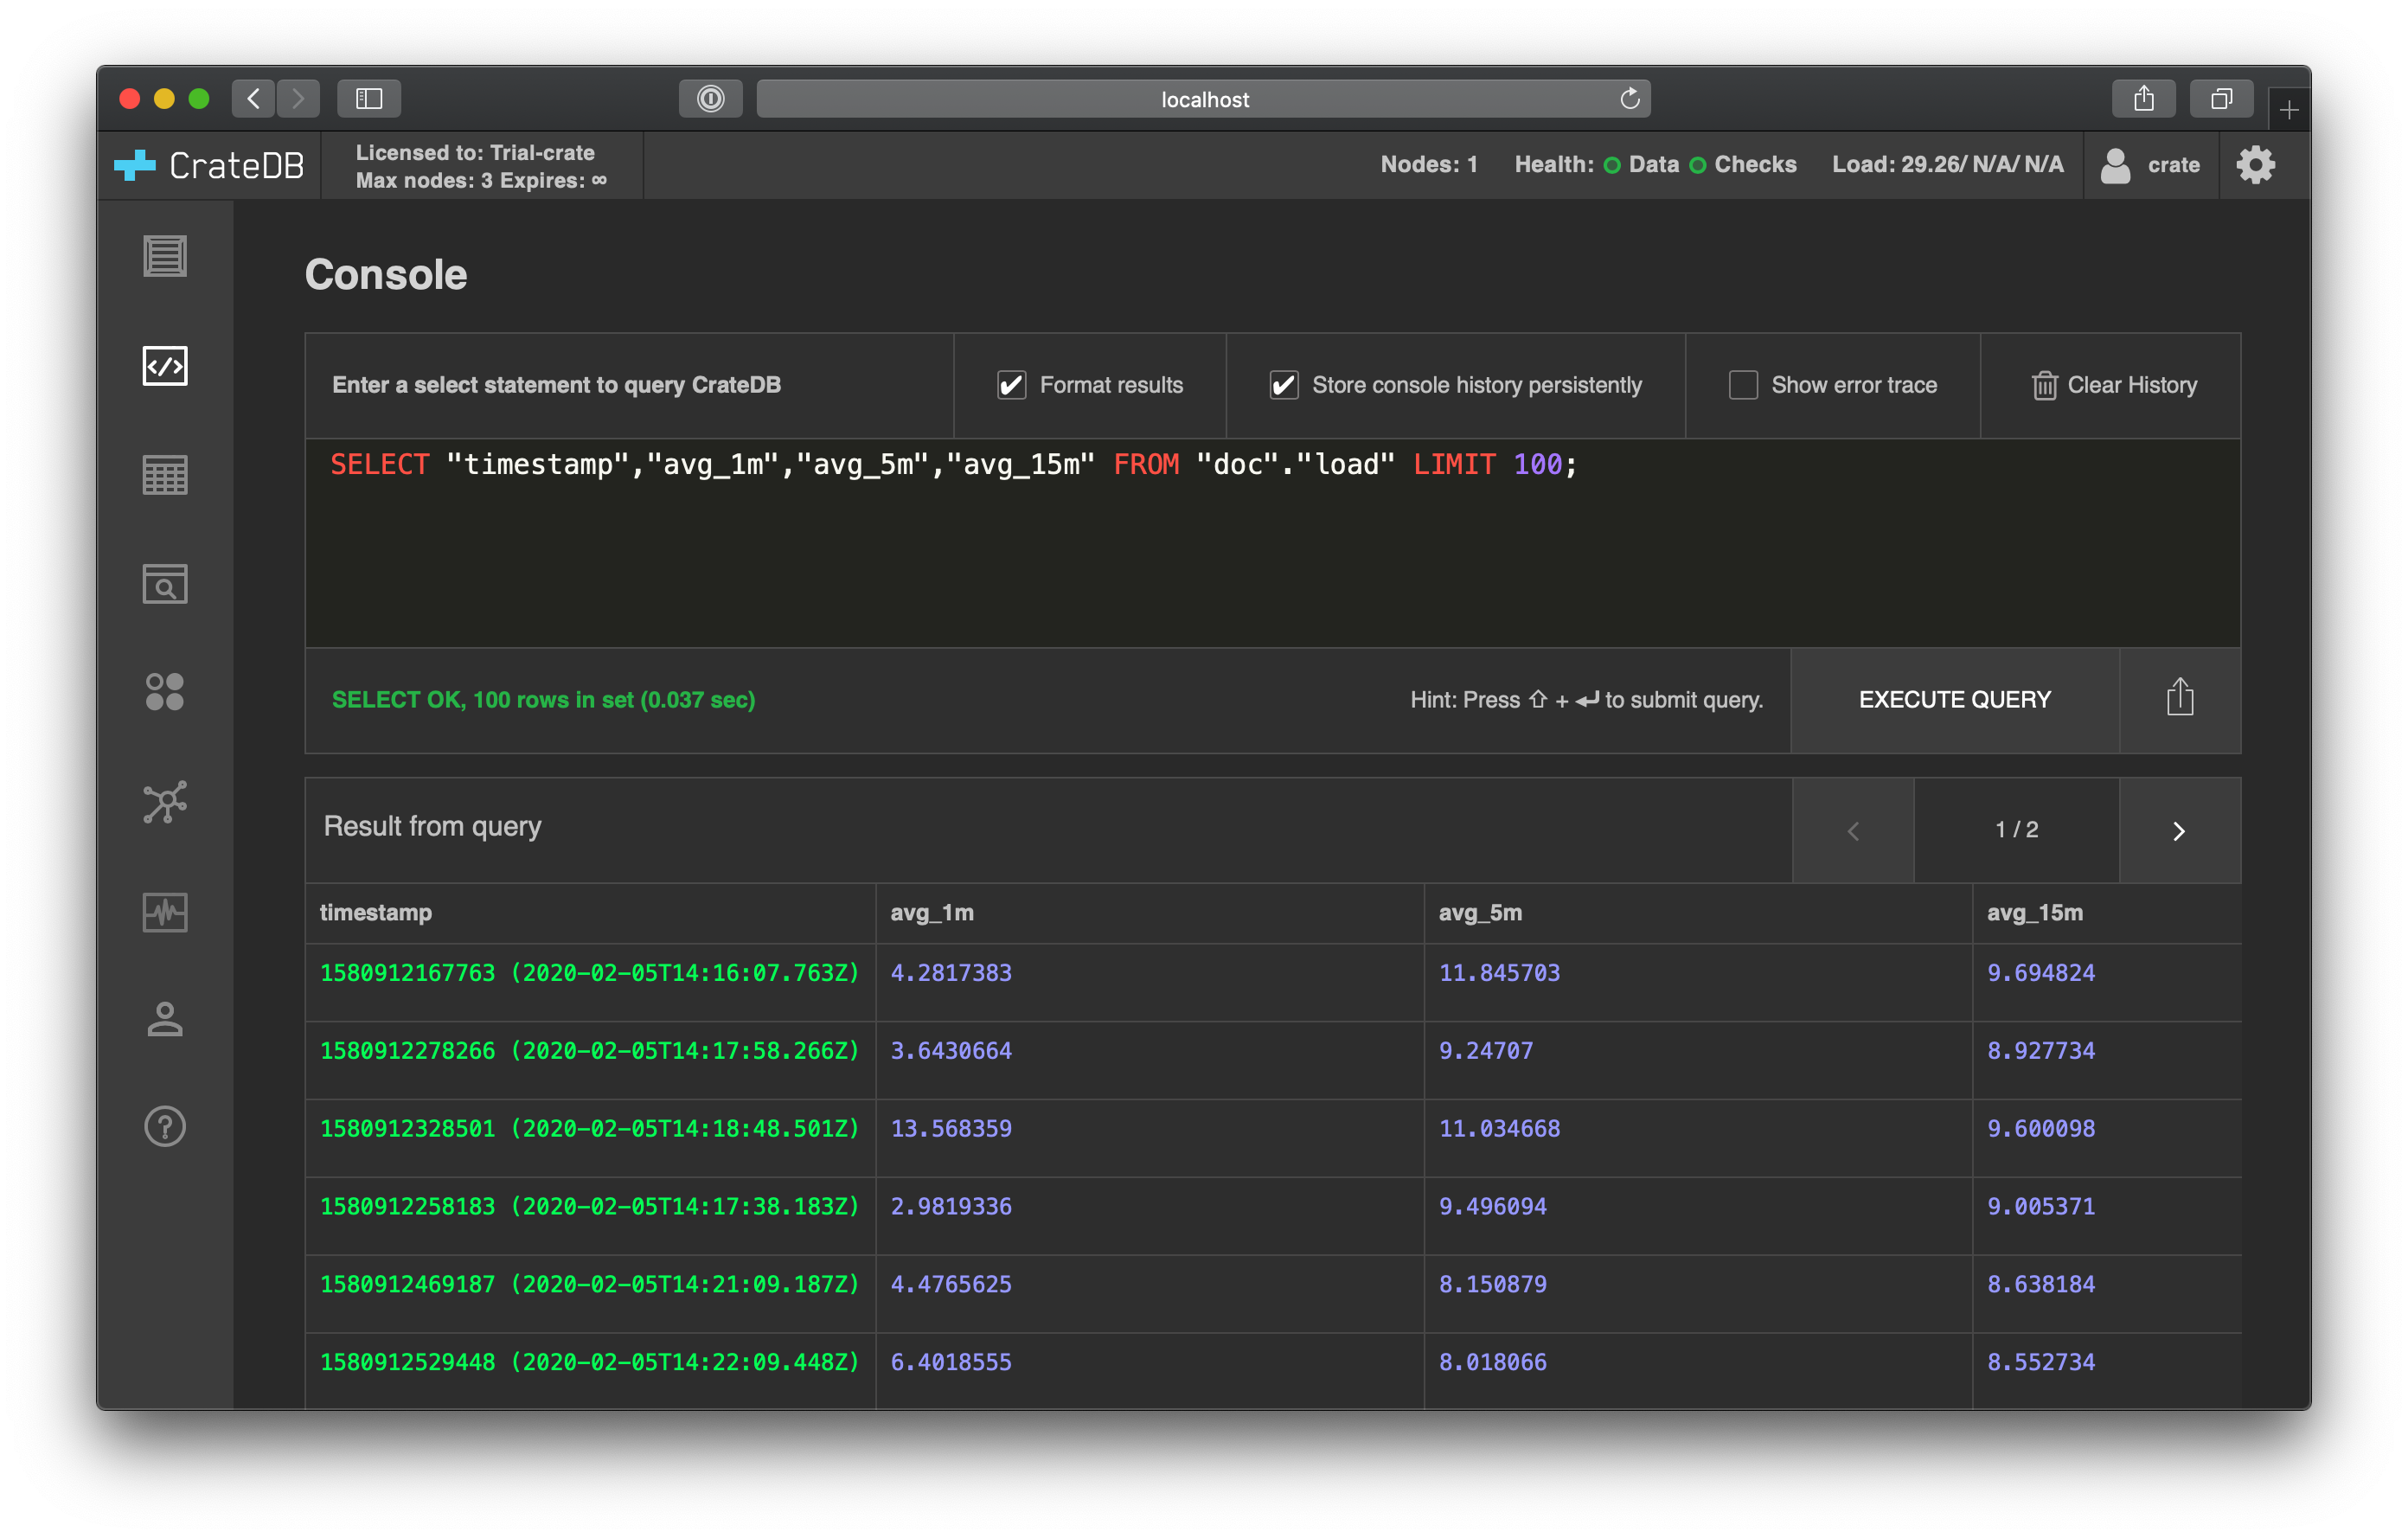 localhost
CrateDB
Licensed to: Trial-crate
Max nodes: 3 Expires: ∞
Nodes: 1
Health: Data Checks
Load: 29.26/ N/A/ N/A
crate
Console
Enter a select statement to query CrateDB
Format results
Store console history persistently
Show error trace
Clear History
SELECT "timestamp","avg_1m","avg_5m","avg_15m" FROM "doc"."load" LIMIT 100;
SELECT OK, 100 rows in set (0.037 sec)
Hint: Press ⇧ + ↵ to submit query.
EXECUTE QUERY
Result from query
1 / 2
timestamp avg_1m avg_5m avg_15m
1580912167763 (2020-02-05T14:16:07.763Z) 4.2817383 11.845703 9.694824
1580912278266 (2020-02-05T14:17:58.266Z) 3.6430664 9.24707 8.927734
1580912328501 (2020-02-05T14:18:48.501Z) 13.568359 11.034668 9.600098
1580912258183 (2020-02-05T14:17:38.183Z) 2.9819336 9.496094 9.005371
1580912469187 (2020-02-05T14:21:09.187Z) 4.4765625 8.150879 8.638184
1580912529448 (2020-02-05T14:22:09.448Z) 6.4018555 8.018066 8.552734